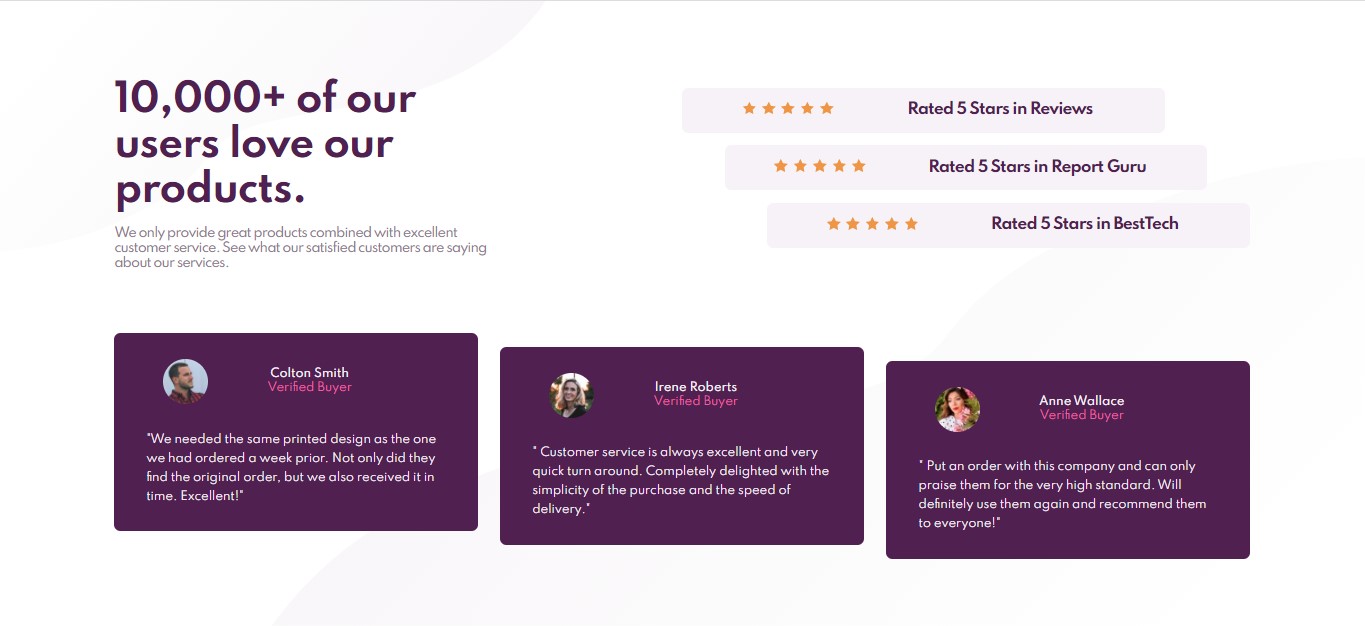 10,000+ of our
users love our
products.
We only provide great products combined with excellent
customer service. See what our satisfied customers are saying
about our services.
Rated 5 Stars in Reviews
Rated 5 Stars in Report Guru
Rated 5 Stars in BestTech
Colton Smith
Verified Buyer
"We needed the same printed design as the one
we had ordered a week prior. Not only did they
find the original order, but we also received it in
time. Excellent!"
Irene Roberts
Verified Buyer
" Customer service is always excellent and very
quick turn around. Completely delighted with the
simplicity of the purchase and the speed of
delivery."
Anne Wallace
Verified Buyer
" Put an order with this company and can only
praise them for the very high standard. Will
definitely use them again and recommend them
to everyone!"